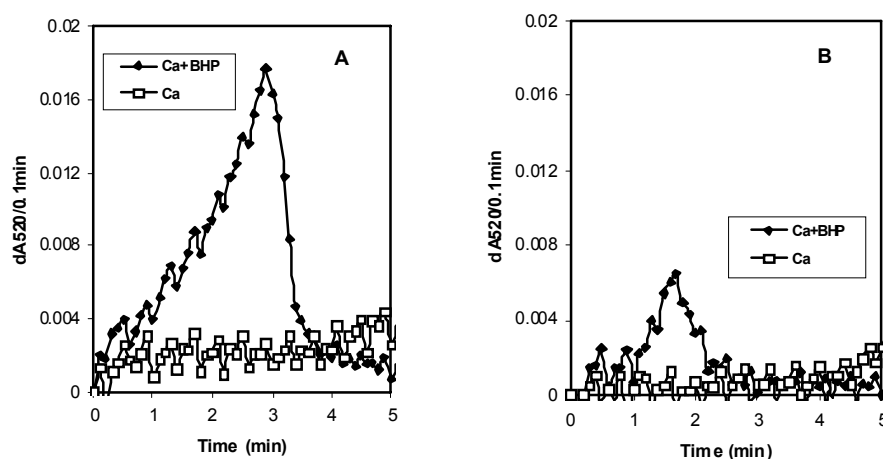 A
Ca+BHP
Ca
0.02
0.016
0.012
0.008
0.004
0
dA520/0.1min
0 1 2 3 4 5
Time (min)
B
Ca+BHP
Ca
0.02
0.016
0.012
0.008
0.004
0
dA520/0.1min
0 1 2 3 4 5
Time (min)